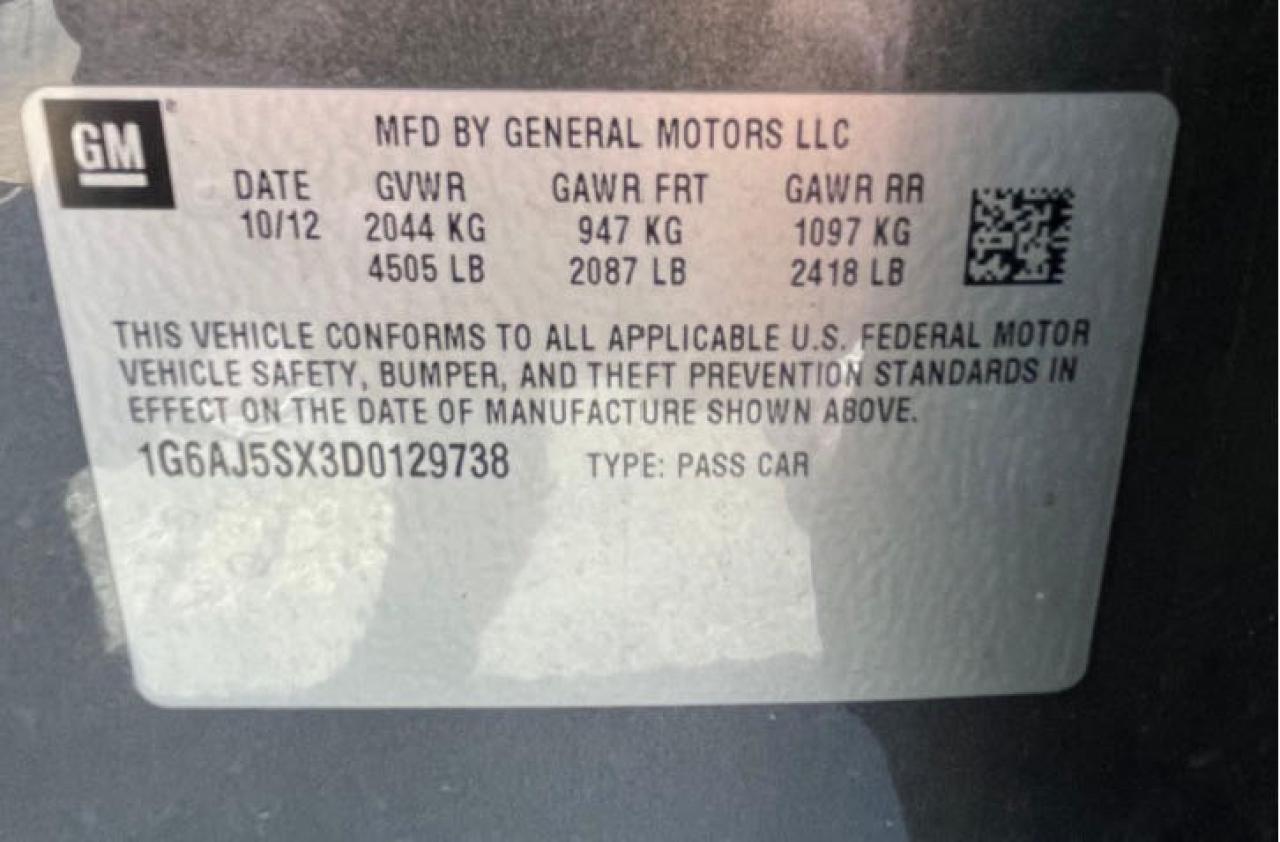 GM®
MFD BY GENERAL MOTORS LLC
DATE GVWR GAWR FRT GAWR RR
10/12 2044 KG 947 KG 1097 KG
4505 LB 2087 LB 2418 LB
THIS VEHICLE CONFORMS TO ALL APPLICABLE U.S. FEDERAL MOTOR
VEHICLE SAFETY, BUMPER, AND THEFT PREVENTION STANDARDS IN
EFFECT ON THE DATE OF MANUFACTURE SHOWN ABOVE.
1G6AJ5SX3D0129738 TYPE: PASS CAR